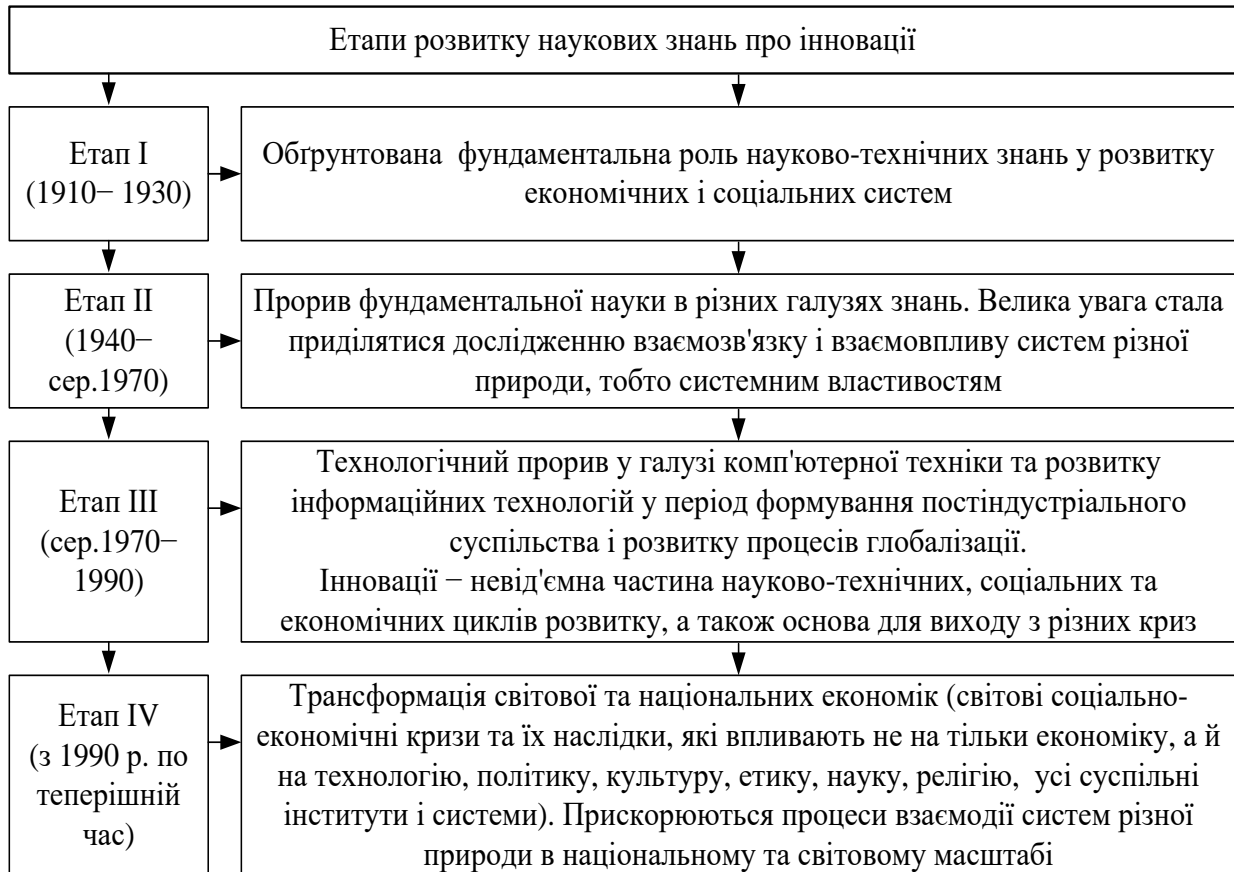 Етапи розвитку наукових знань про інновації
Етап I
(1910− 1930)
Обґрунтована фундаментальна роль науково-технічних знань у розвитку
економічних і соціальних систем
Етап II
(1940−
сер.1970)
Прорив фундаментальної науки в різних галузях знань. Велика увага стала
приділятися дослідженню взаємозв'язку і взаємовпливу систем різної
природи, тобто системним властивостям
Етап III
(сер.1970−
1990)
Технологічний прорив у галузі комп'ютерної техніки та розвитку
інформаційних технологій у період формування постіндустріального
суспільства і розвитку процесів глобалізації.
Інновації − невід'ємна частина науково-технічних, соціальних та
економічних циклів розвитку, а також основа для виходу з різних криз
Етап IV
(з 1990 р. по
теперішній
час)
Трансформація світової та національних економік (світові соціально-
економічні кризи та їх наслідки, які впливають не на тільки економіку, а й
на технологію, політику, культуру, етику, науку, релігію, усі суспільні
інститути і системи). Прискорюються процеси взаємодії систем різної
природи в національному та світовому масштабі